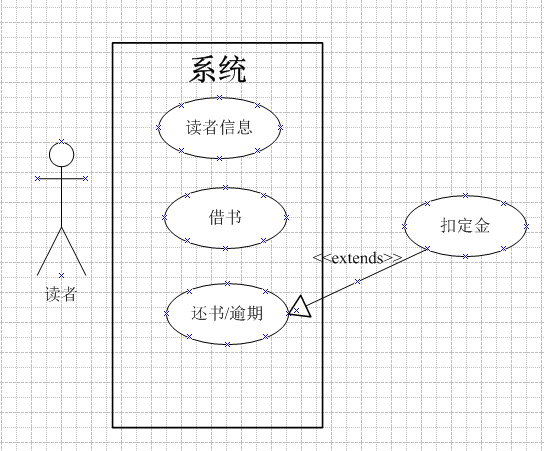 系统
读者信息
借书
扣定金
<<extends>>
读者
还书/逾期